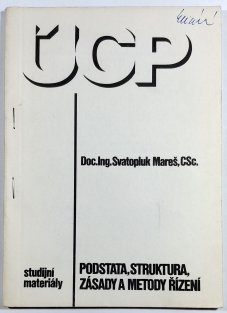 ÚCP
Doc.Ing.Svatopluk Mareš,CSc.
studijní
materiály
PODSTATA,STRUKTURA,
ZÁSADY A METODY ŘÍZENÍ